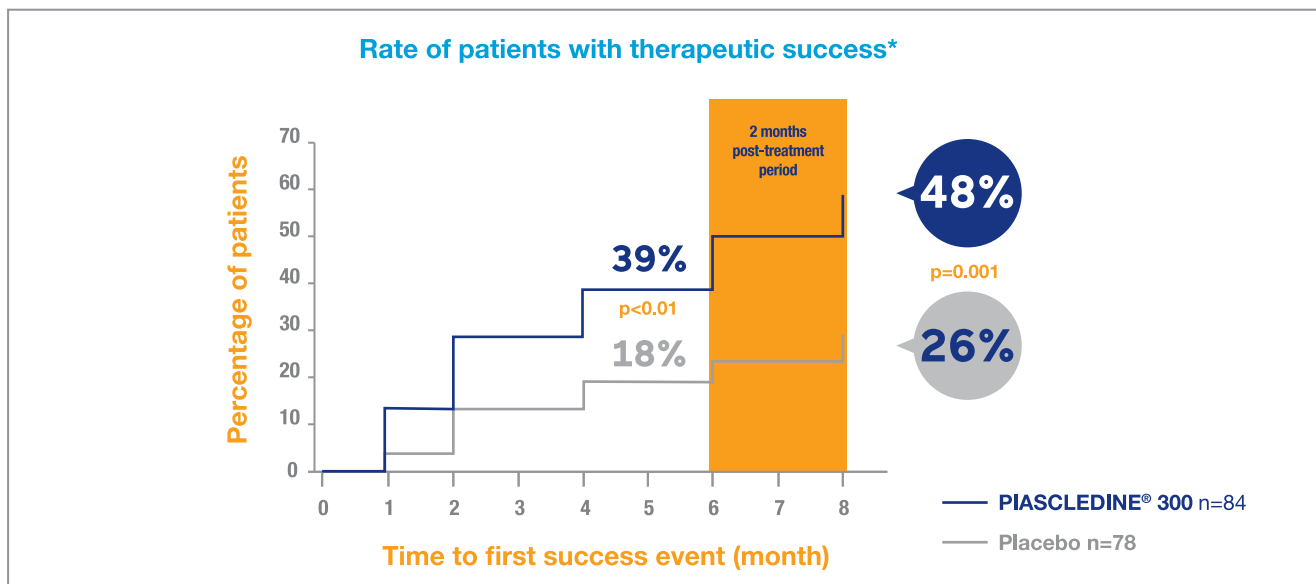 Rate of patients with therapeutic success*
Percentage of patients
70
60
50
40
30
20
10
0
2 months
post-treatment
period
39%
p<0.01
18%
48%
p=0.001
26%
0 1 2 3 4 5 6 7 8
Time to first success event (month)
PIASCLEDINE® 300 n=84
Placebo n=78